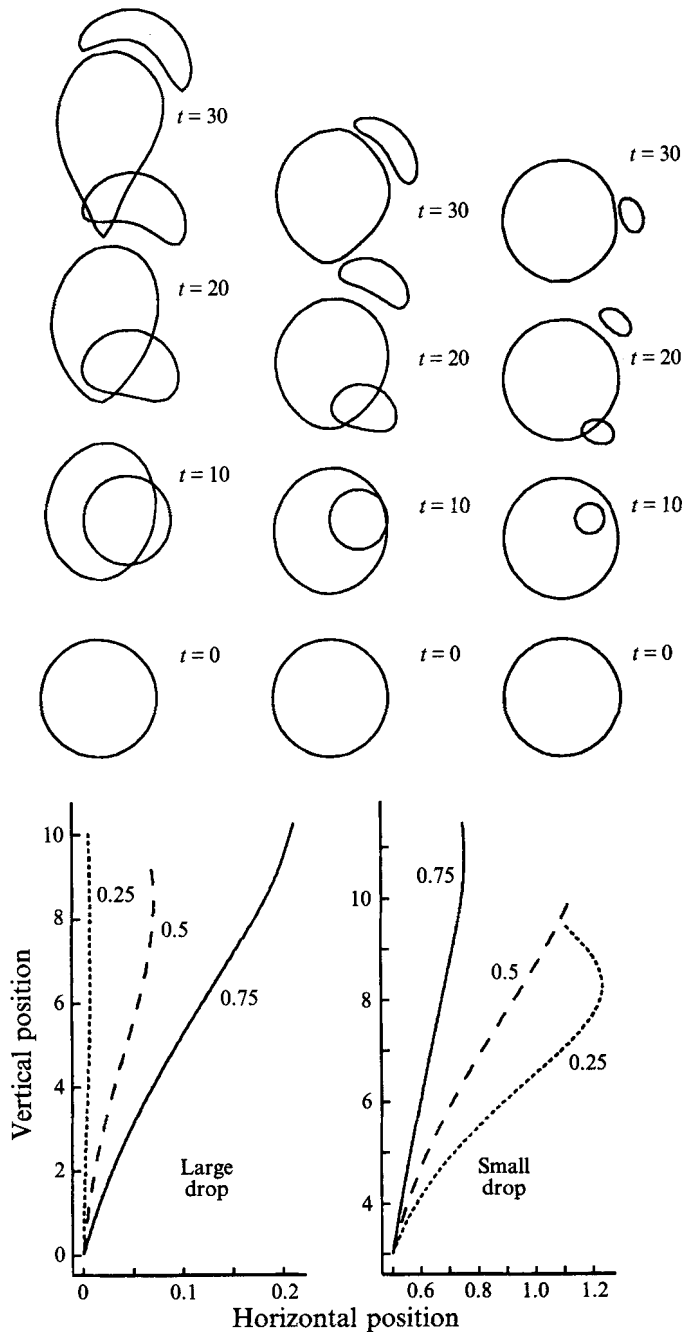 t = 30
t = 30
t = 30
t = 20
t = 20
t = 20
t = 10
t = 10
t = 10
t = 0
t = 0
t = 0
Vertical position
10
8
6
4
2
0
0.25
0.5
0.75
Large
drop
0
0.1
0.2
10
8
6
4
0.75
0.5
0.25
Small
drop
0.6
0.8
1.0
1.2
Horizontal position